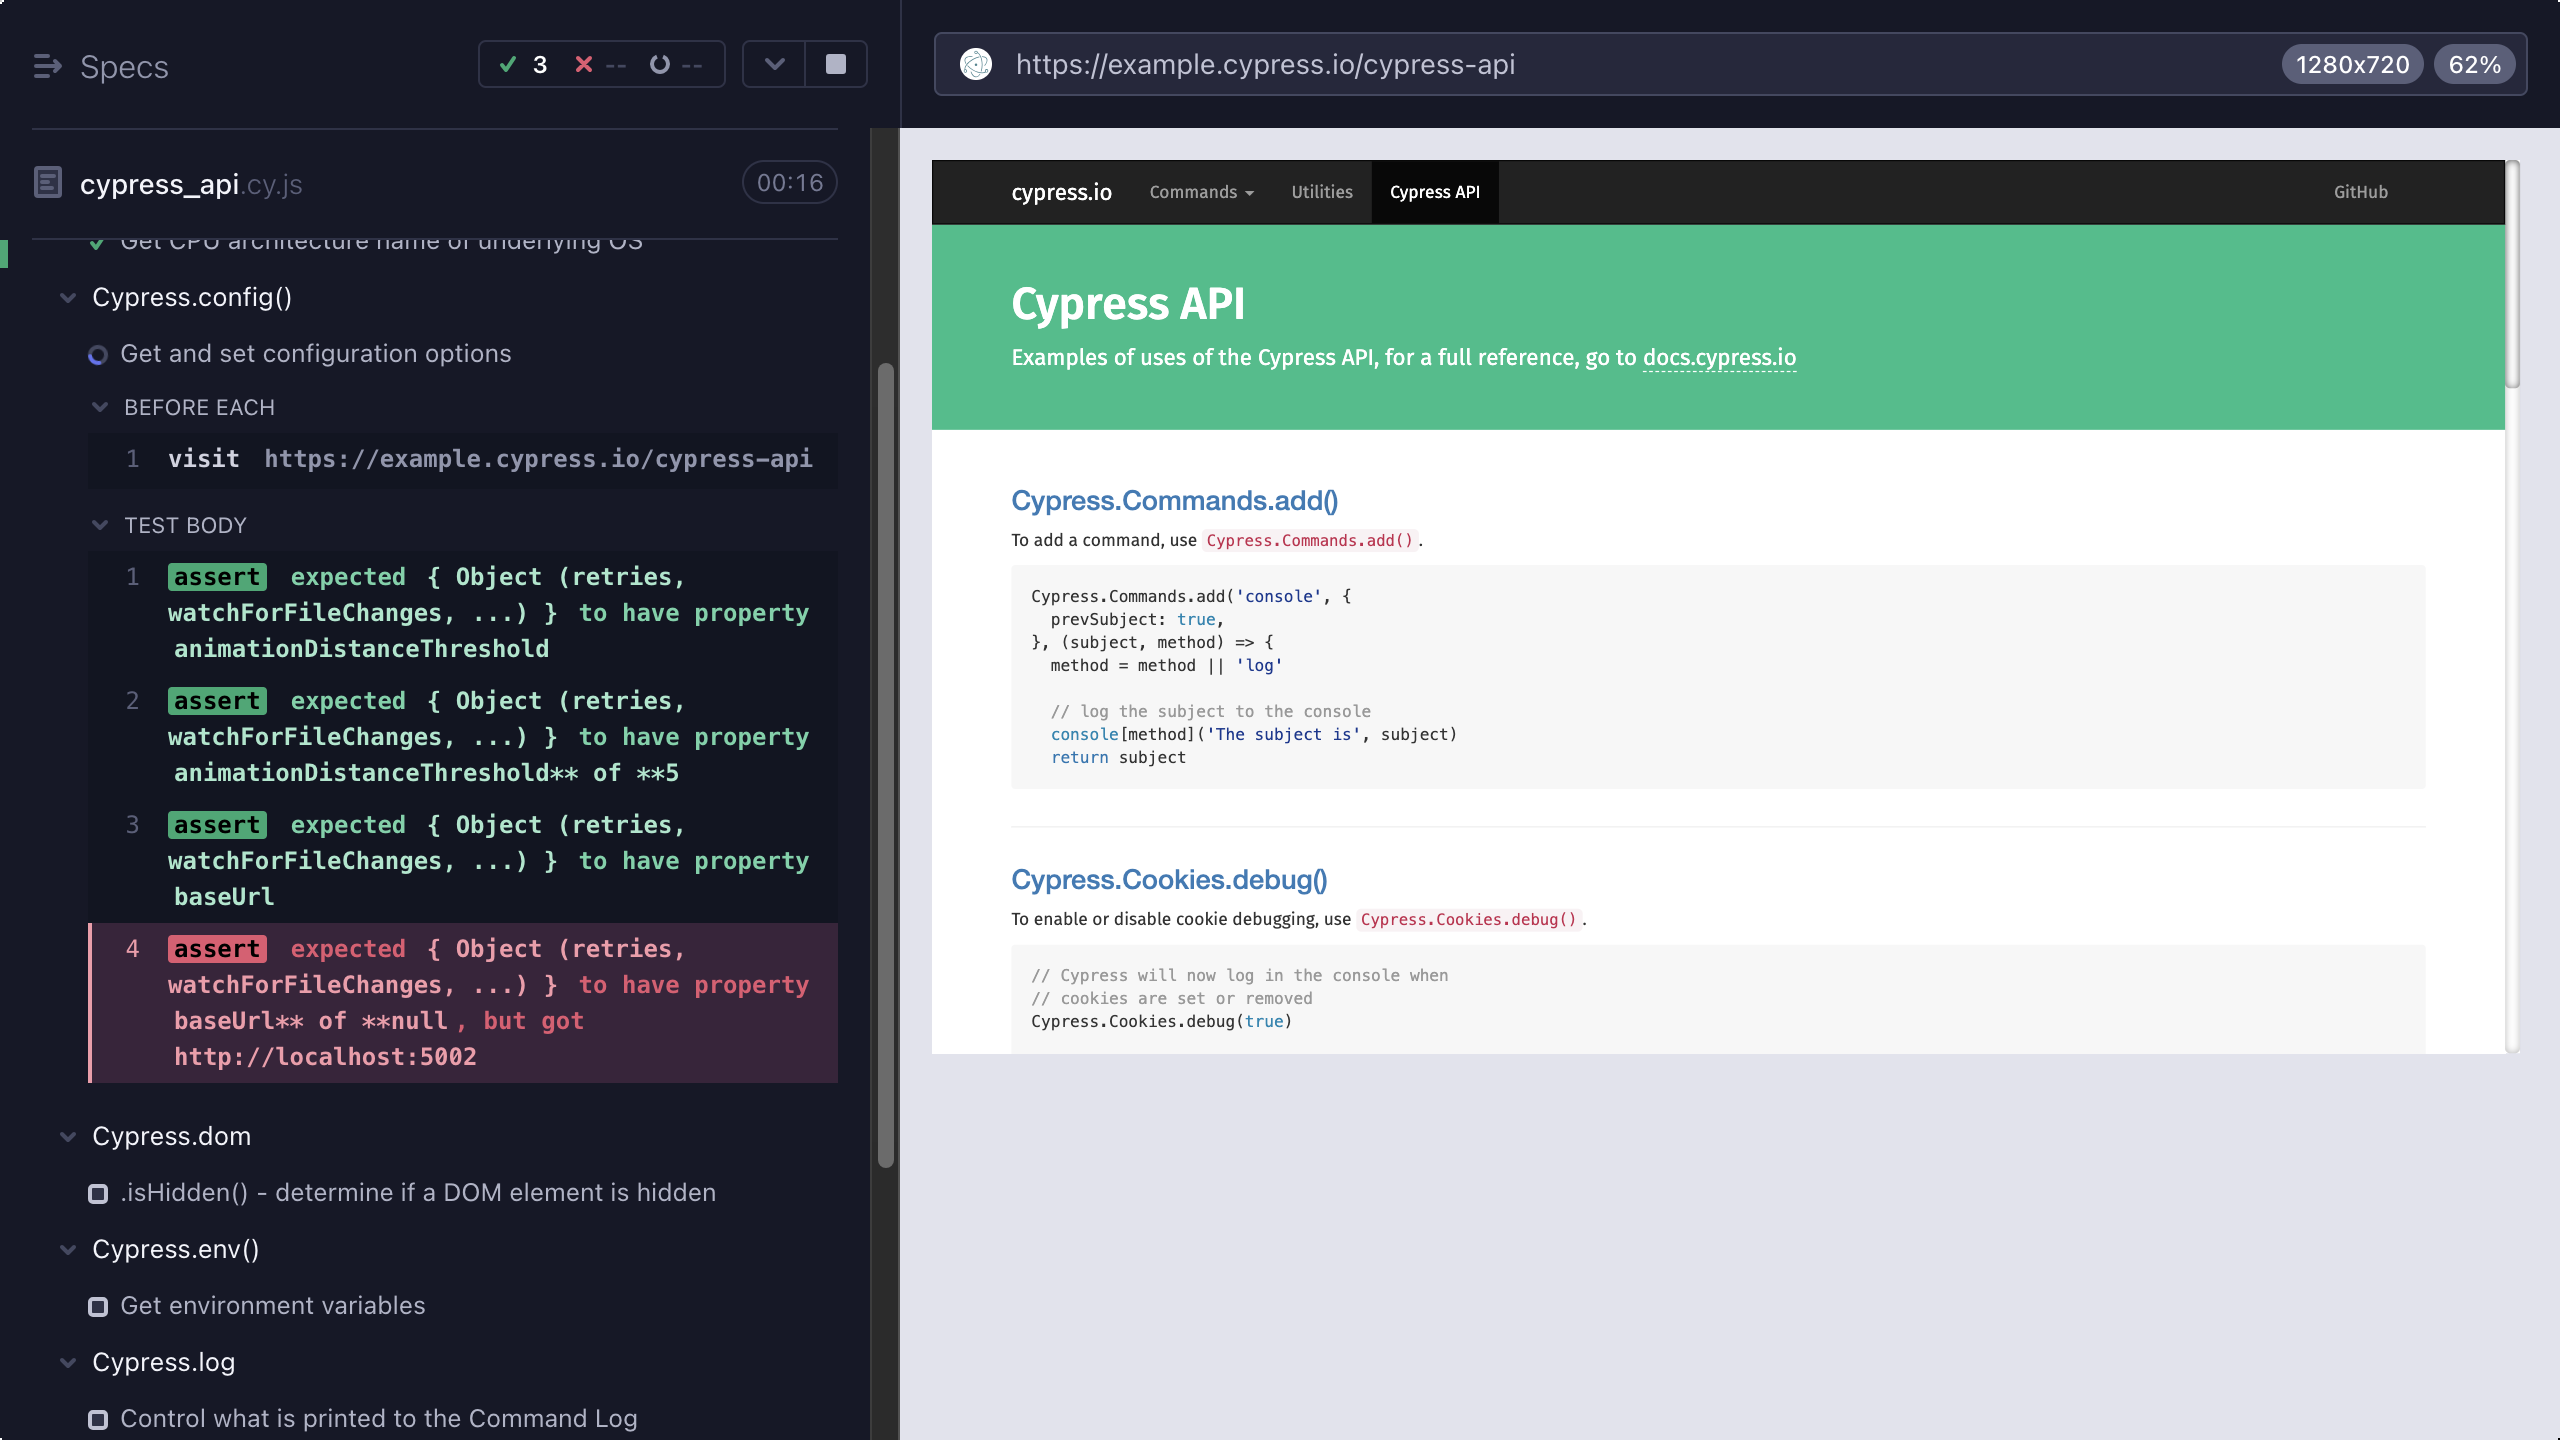 Specs
3
--
--
cypress_api.cy.js
00:16
Get CPU architecture name of underlying OS
Cypress.config()
Get and set configuration options
BEFORE EACH
1 visit https://example.cypress.io/cypress-api
TEST BODY
1 assert expected { Object (retries,
watchForFileChanges, ...) } to have property
animationDistanceThreshold
2 assert expected { Object (retries,
watchForFileChanges, ...) } to have property
animationDistanceThreshold** of **5
3 assert expected { Object (retries,
watchForFileChanges, ...) } to have property
baseUrl
4 assert expected { Object (retries,
watchForFileChanges, ...) } to have property
baseUrl** of **null, but got
http://localhost:5002
Cypress.dom
.isHidden() - determine if a DOM element is hidden
Cypress.env()
Get environment variables
Cypress.log
Control what is printed to the Command Log
https://example.cypress.io/cypress-api
1280x720
62%
cypress.io
Commands
Utilities
Cypress API
GitHub
Cypress API
Examples of uses of the Cypress API, for a full reference, go to docs.cypress.io
Cypress.Commands.add()
To add a command, use Cypress.Commands.add().
Cypress.Commands.add('console', {
prevSubject: true,
}, (subject, method) => {
method = method || 'log'
// log the subject to the console
console[method]('The subject is', subject)
return subject
Cypress.Cookies.debug()
To enable or disable cookie debugging, use Cypress.Cookies.debug().
// Cypress will now log in the console when
// cookies are set or removed
Cypress.Cookies.debug(true)